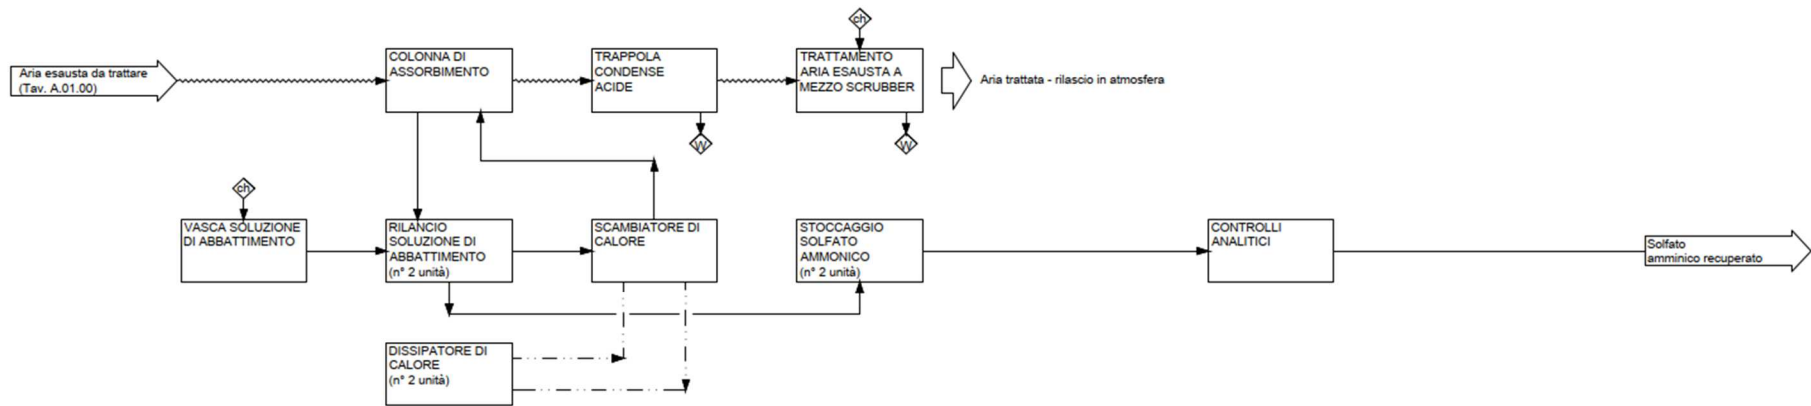 ch
Aria esausta da trattare
(Tav. A.01.00)
COLONNA DI
ASSORBIMENTO
TRAPPOLA
CONDENSE
ACIDE
TRATTAMENTO
ARIA ESAUSTA A
MEZZO SCRUBBER
Aria trattata - rilascio in atmosfera
W
W
ch
VASCA SOLUZIONE
DI ABBATTIMENTO
RILANCIO
SOLUZIONE DI
ABBATTIMENTO
(n° 2 unità)
SCAMBIATORE DI
CALORE
STOCCAGGIO
SOLFATO
AMMONICO
(n° 2 unità)
CONTROLLI
ANALITICI
Solfato
amminico recuperato
DISSIPATORE DI
CALORE
(n° 2 unità)